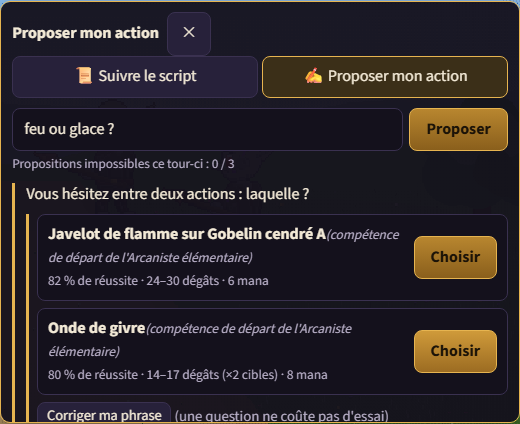 Proposer mon action ×
📜 Suivre le script ✍️ Proposer mon action
feu ou glace ? Proposer
Propositions impossibles ce tour-ci : 0 / 3
Vous hésitez entre deux actions : laquelle ?
Javelot de flamme sur Gobelin cendré A(compétence
de départ de l'Arcaniste élémentaire)
82 % de réussite · 24–30 dégâts · 6 mana
Choisir
Onde de givre(compétence de départ de l'Arcaniste
élémentaire)
80 % de réussite · 14–17 dégâts (×2 cibles) · 8 mana
Choisir
Corriger ma phrase (une question ne coûte pas d'essai)